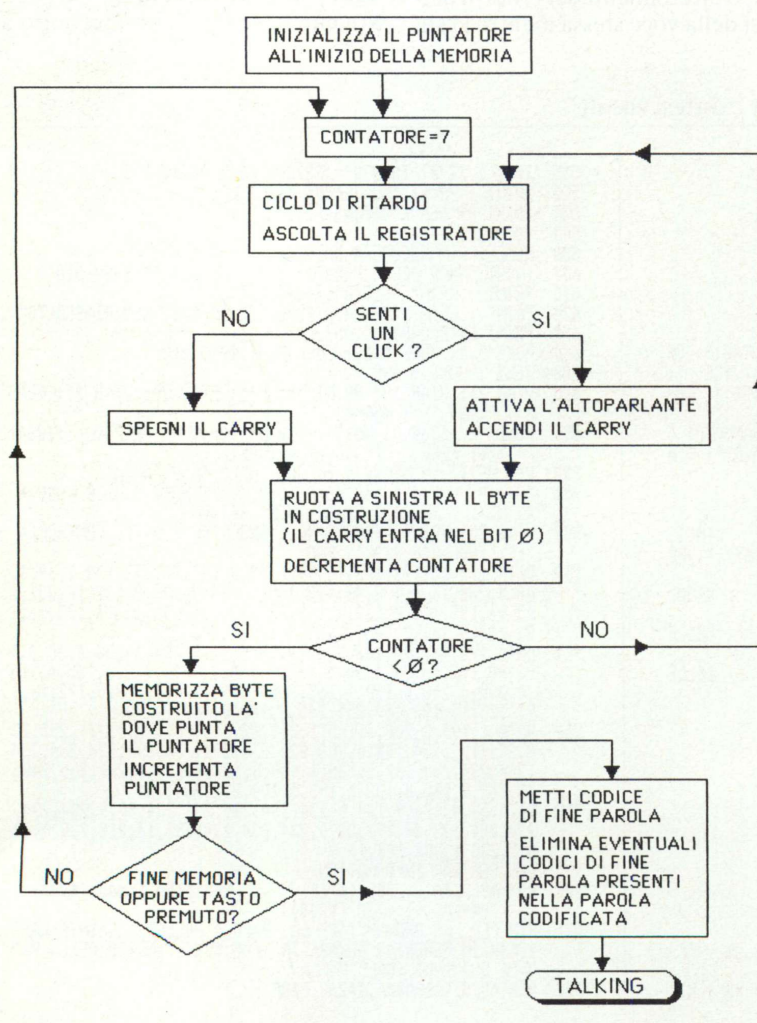 INIZIALIZZA IL PUNTATORE
ALL'INIZIO DELLA MEMORIA
CONTATORE=7
CICLO DI RITARDO
ASCOLTA IL REGISTRATORE
SENTI
UN
CLICK ?
NO
SI
SPEGNI IL CARRY
ATTIVA L'ALTOPARLANTE
ACCENDI IL CARRY
RUOTA A SINISTRA IL BYTE
IN COSTRUZIONE
(IL CARRY ENTRA NEL BIT Ø)
DECREMENTA CONTATORE
CONTATORE
< Ø ?
SI
NO
MEMORIZZA BYTE
COSTRUITO LA'
DOVE PUNTA
IL PUNTATORE
INCREMENTA
PUNTATORE
FINE MEMORIA
OPPURE TASTO
PREMUTO?
NO
SI
METTI CODICE
DI FINE PAROLA
ELIMINA EVENTUALI
CODICI DI FINE
PAROLA PRESENTI
NELLA PAROLA
CODIFICATA
TALKING